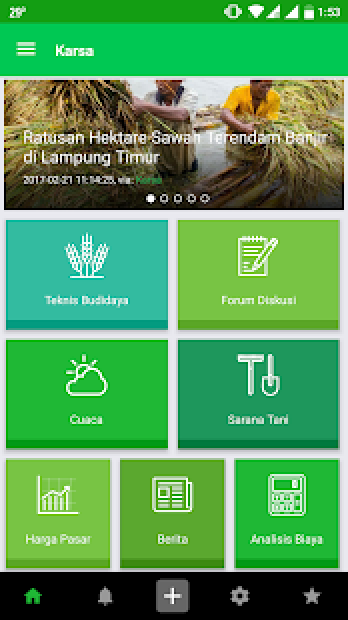 29°
1:53
Karsa
Ratusan Hektare Sawah Terendam Banjir
di Lampung Timur
2017-02-21 11:14:25, via: Karsa
Teknis Budidaya
Forum Diskusi
Cuaca
Sarana Tani
Harga Pasar
Berita
Analisis Biaya